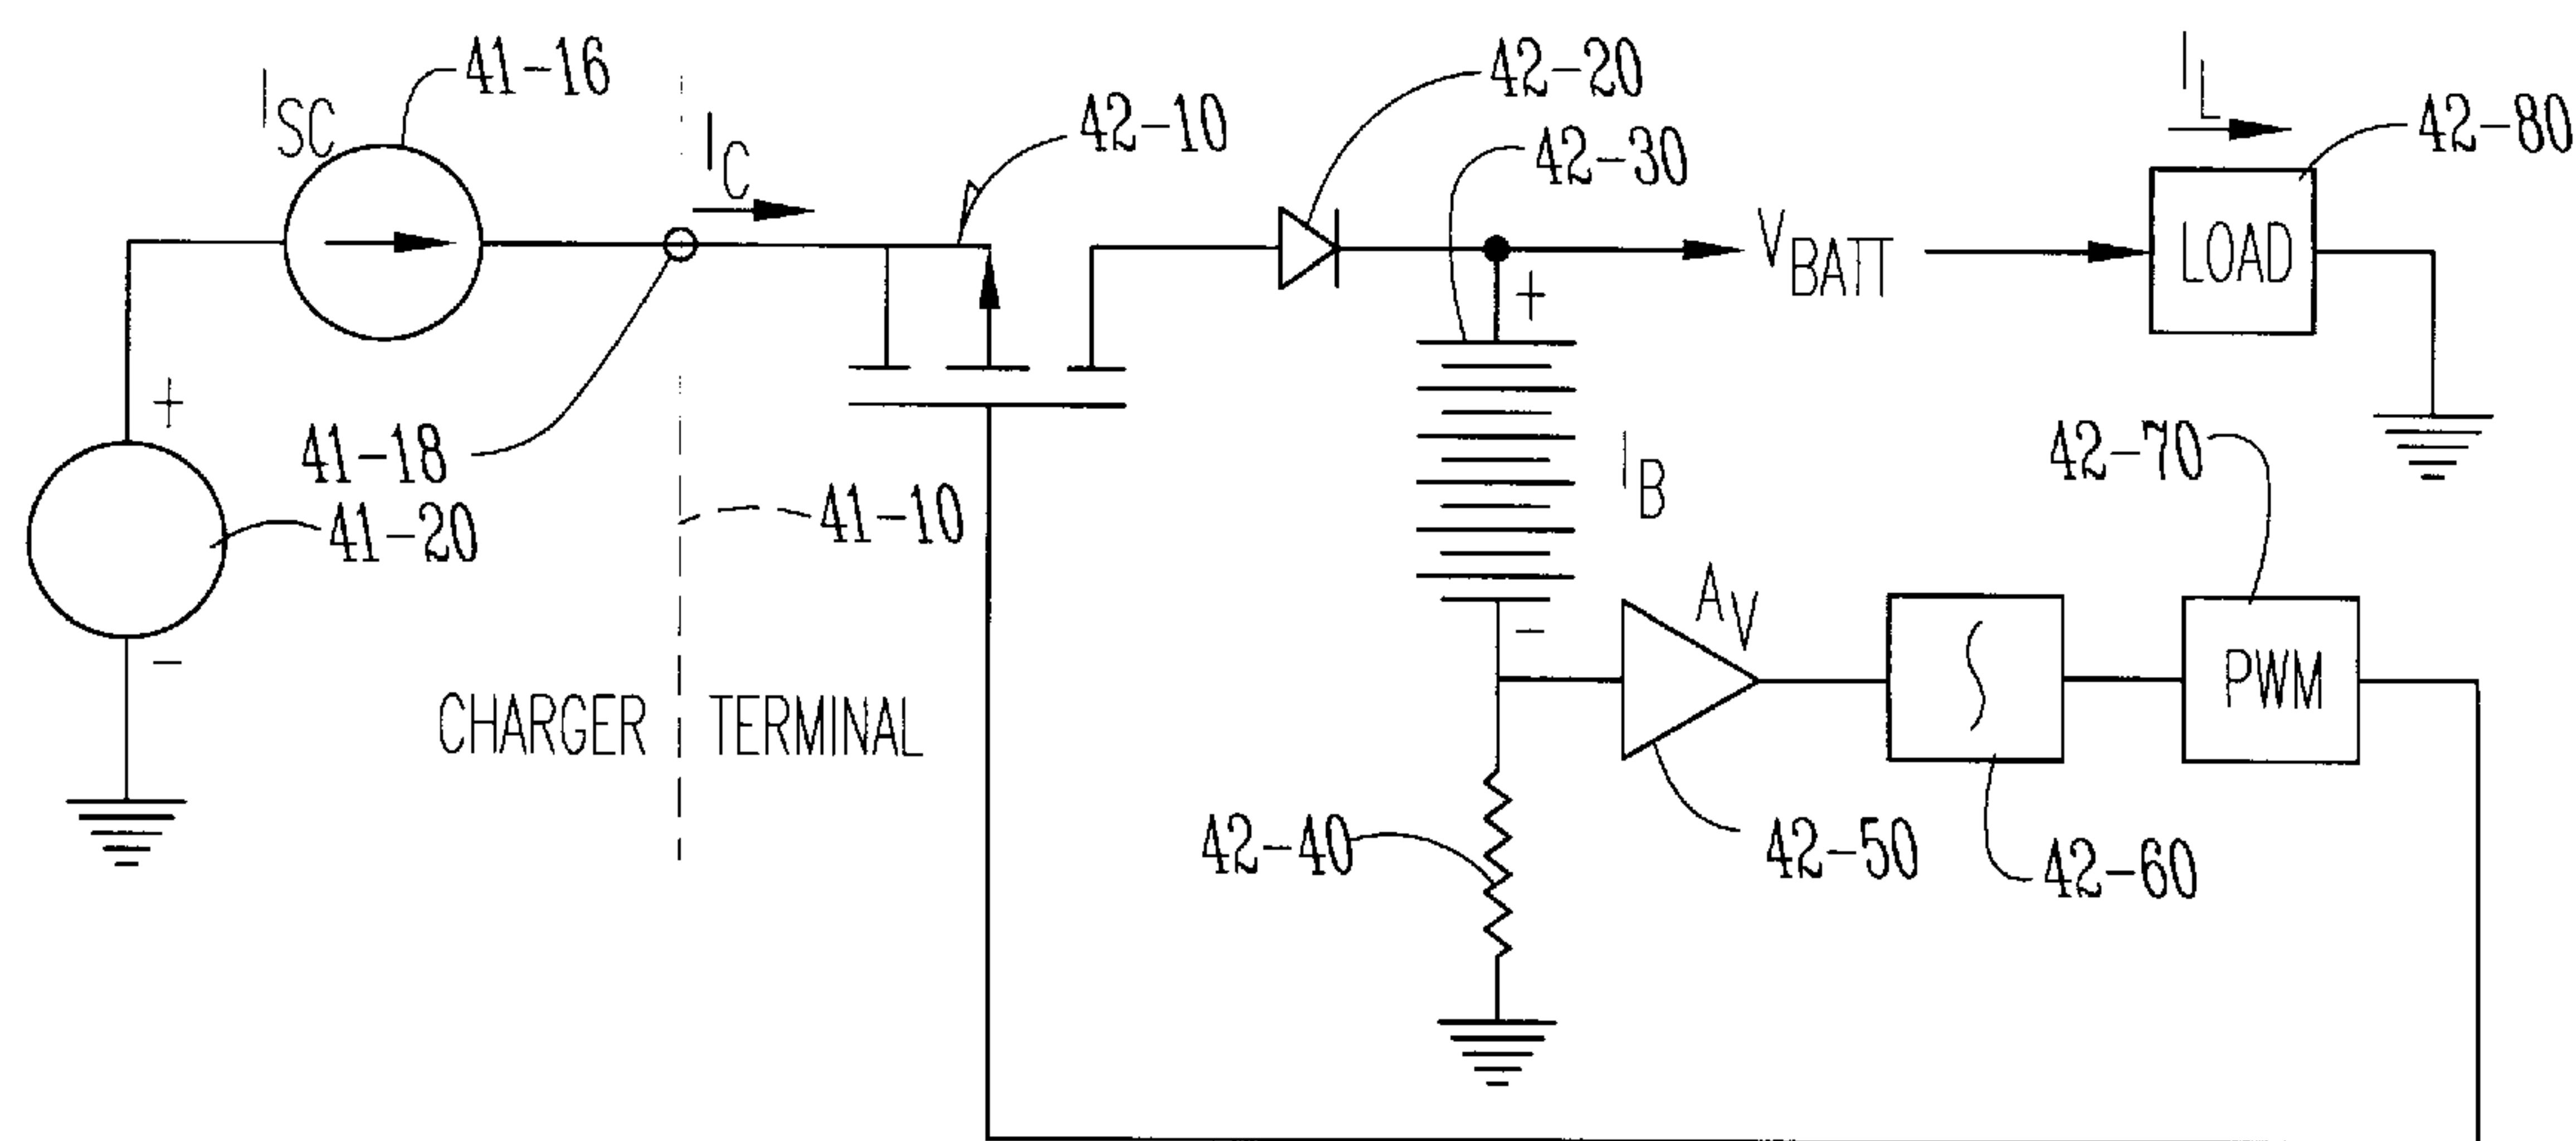 I_SC
41-16
I_C
42-10
42-20
42-30
I_L
42-80
V_BATT
LOAD
+
+
41-18
41-20
41-10
I_B
42-70
-
-
A_V
∫
PWM
CHARGER
TERMINAL
42-40
42-50
42-60